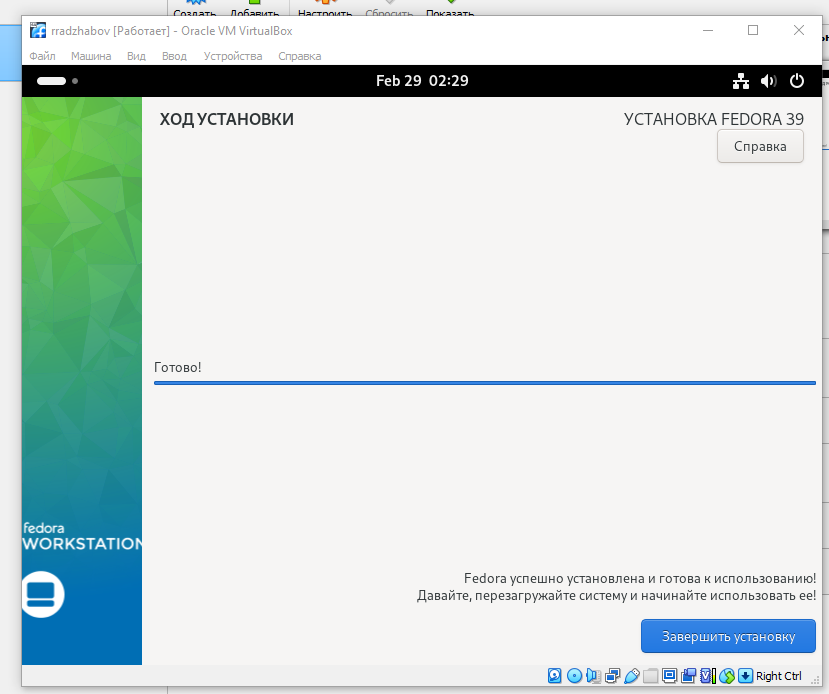 Создать Добавить Настроить Сбросить Показать
rradzhabov [Работает] - Oracle VM VirtualBox
Файл Машина Вид Ввод Устройства Справка
Feb 29 02:29
ХОД УСТАНОВКИ
УСТАНОВКА FEDORA 39
Справка
Готово!
fedora
WORKSTATION
Fedora успешно установлена и готова к использованию!
Давайте, перезагружайте систему и начинайте использовать ее!
Завершить установку
Right Ctrl